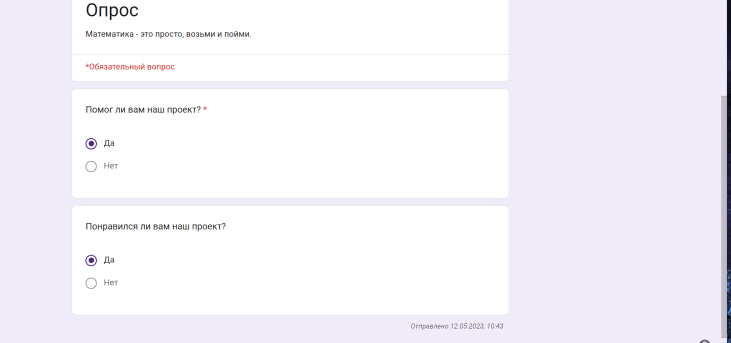 Опрос
Математика - это просто, возьми и пойми.
*Обязательный вопрос
Помог ли вам наш проект? *
Да
Нет
Понравился ли вам наш проект?
Да
Нет
Отправлено 12.05.2023, 10:43